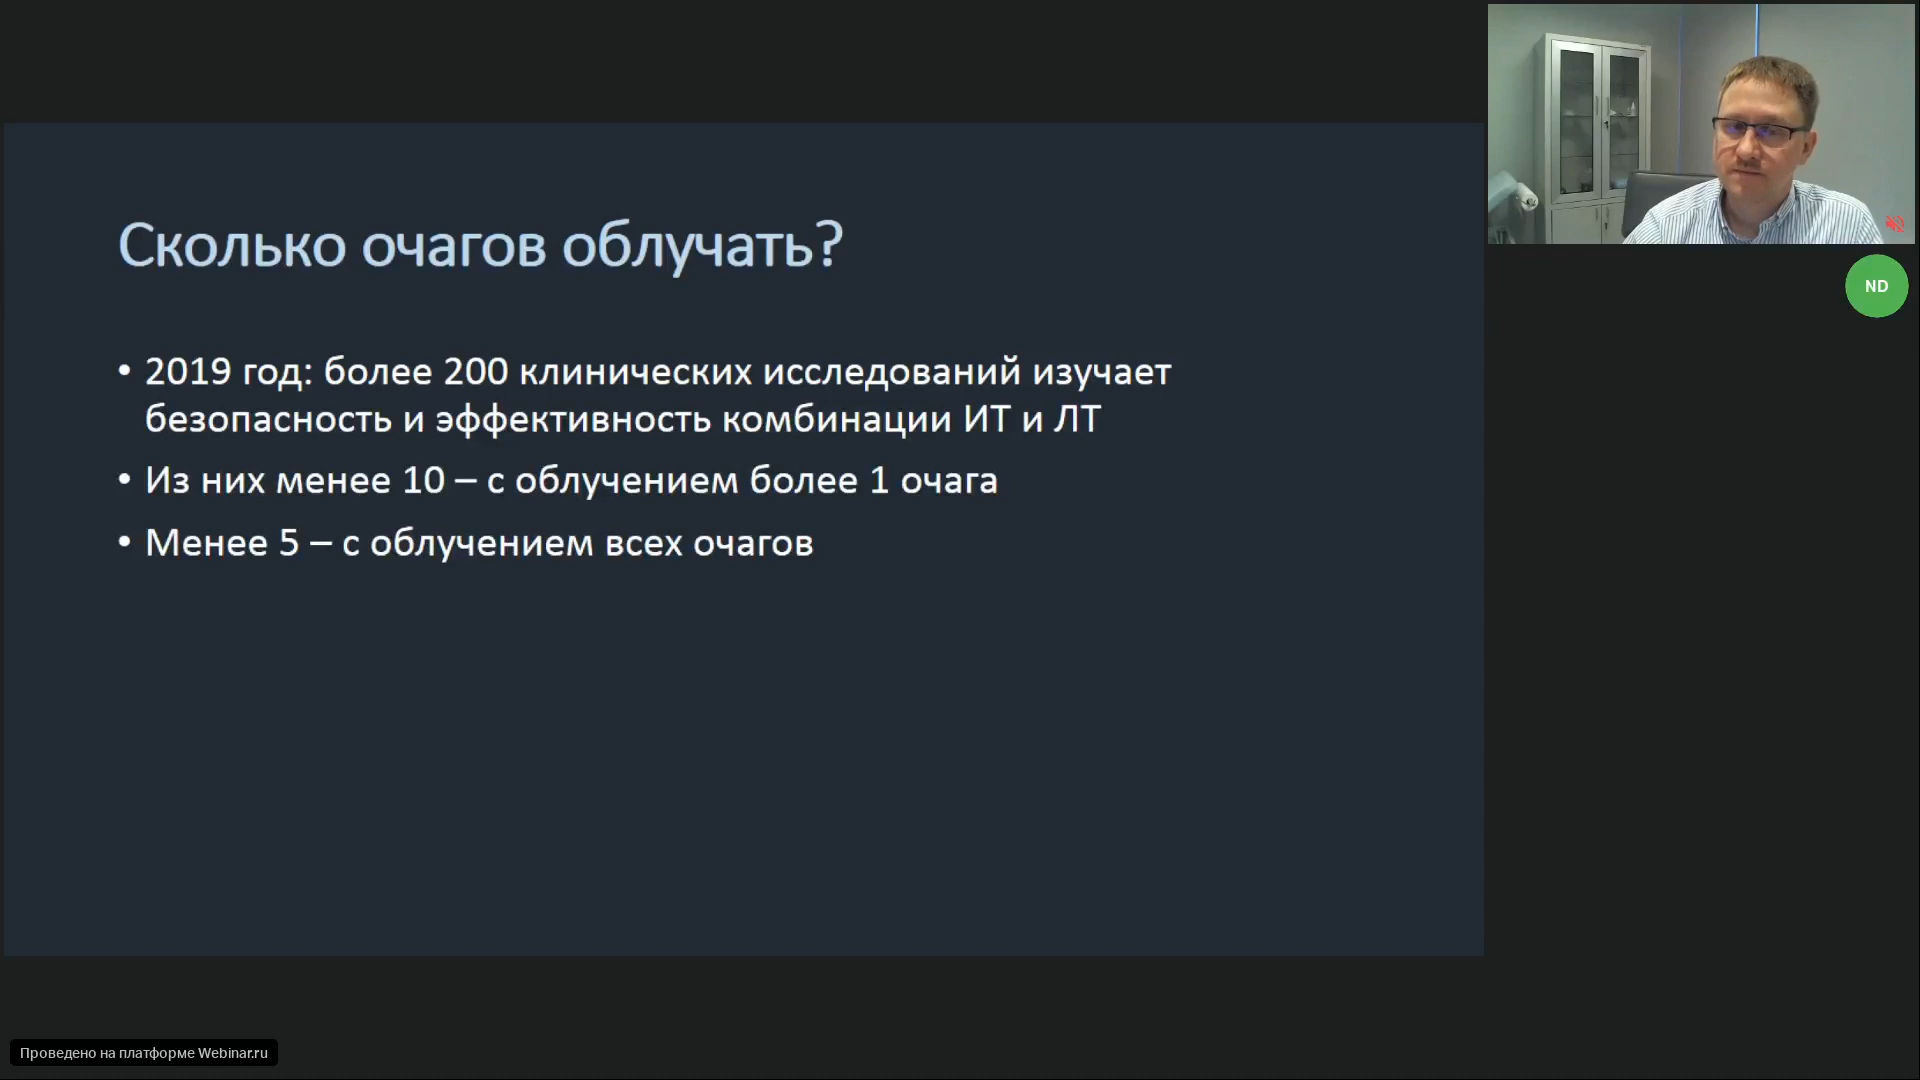 Сколько очагов облучать?
• 2019 год: более 200 клинических исследований изучает
безопасность и эффективность комбинации ИТ и ЛТ
• Из них менее 10 – с облучением более 1 очага
• Менее 5 – с облучением всех очагов
ND
Проведено на платформе Webinar.ru